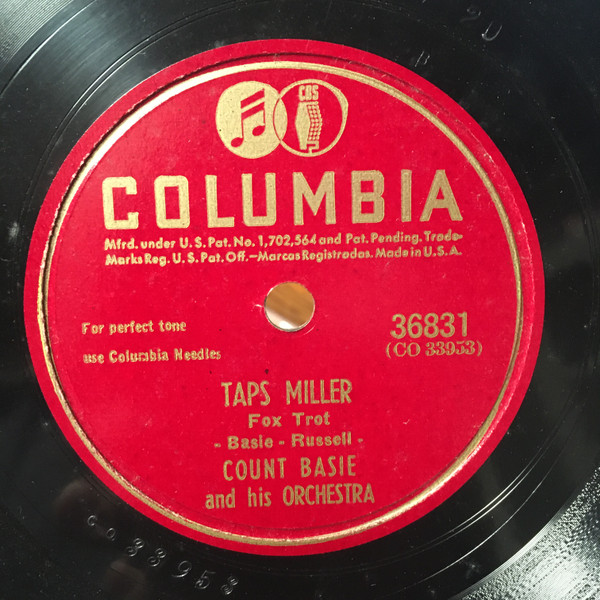 CBS
COLUMBIA
Mfrd. under U.S. Pat. No. 1,702,564 and Pat. Pending. Trade-
Marks Reg. U.S. Pat. Off.—Marcas Registradas. Made in U.S.A.
For perfect tone
use Columbia Needles
36831
(CO 33953)
TAPS MILLER
Fox Trot
- Basie - Russell -
COUNT BASIE
and his ORCHESTRA
CO33953